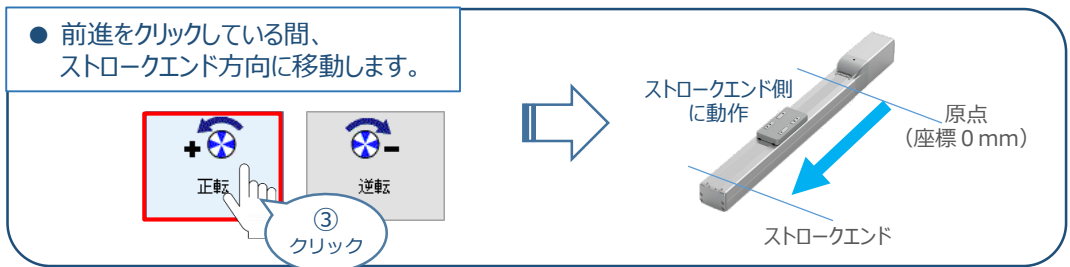 ● 前進をクリックしている間、
ストロークエンド方向に移動します。
+
正転
-
逆転
③
クリック
ストロークエンド側
に動作
原点
(座標0mm)
ストロークエンド